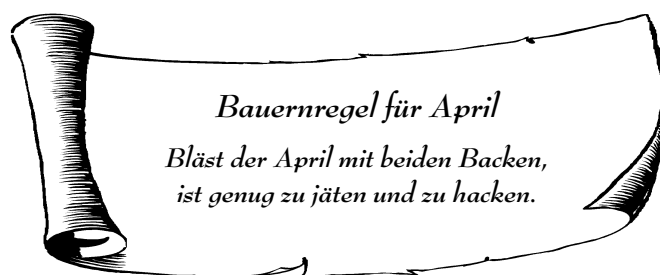 Bauernregel für April
Bläst der April mit beiden Backen,
ist genug zu jäten und zu hacken.